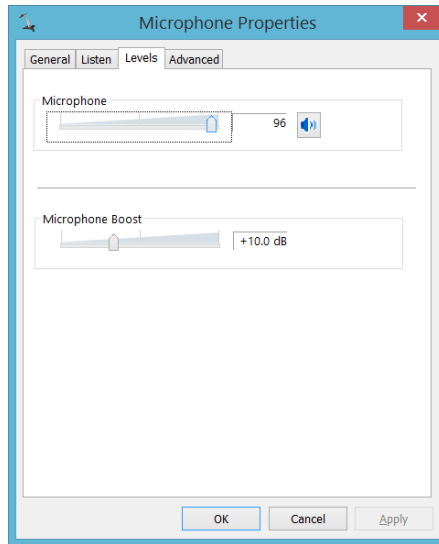 Microphone Properties
General Listen Levels Advanced
Microphone
96
Microphone Boost
+10.0 dB
OK Cancel Apply